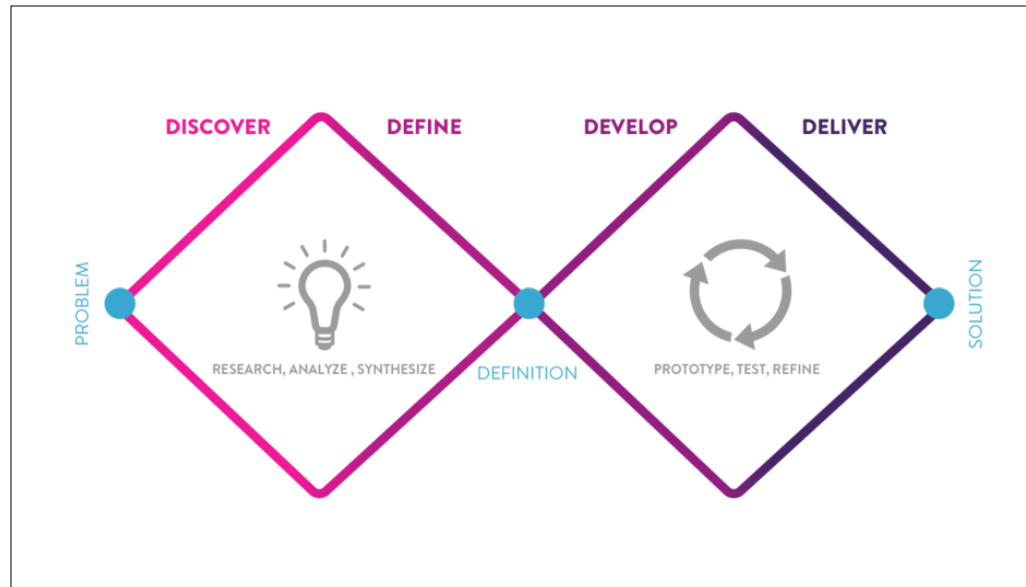 DISCOVER
DEFINE
DEVELOP
DELIVER
PROBLEM
RESEARCH, ANALYZE , SYNTHESIZE
DEFINITION
PROTOTYPE, TEST, REFINE
SOLUTION